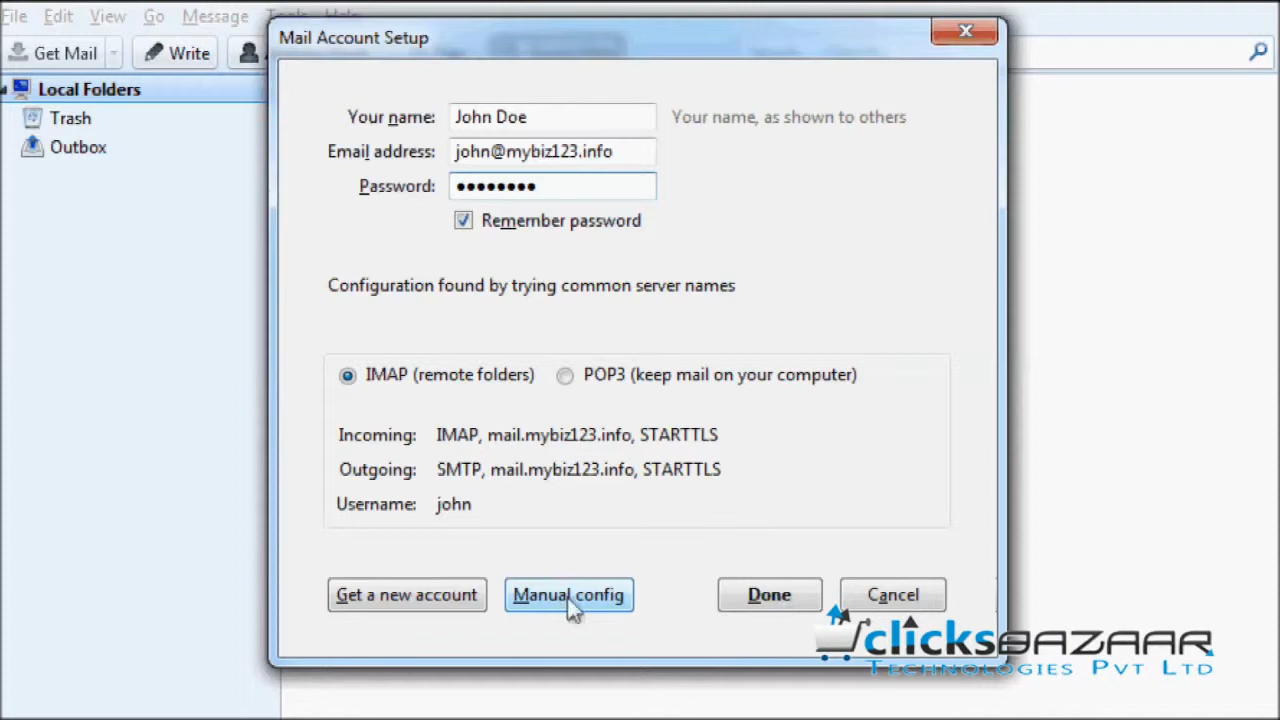 File Edit View Go Message Tools Help
Mail Account Setup
Get Mail Write
Local Folders
Trash
Outbox
Your name: John Doe Your name, as shown to others
Email address: john@mybiz123.info
Password: ••••••••
Remember password
Configuration found by trying common server names
IMAP (remote folders) POP3 (keep mail on your computer)
Incoming: IMAP, mail.mybiz123.info, STARTTLS
Outgoing: SMTP, mail.mybiz123.info, STARTTLS
Username: john
Get a new account Manual config Done Cancel
clicksBAZAAR
Technologies Pvt Ltd